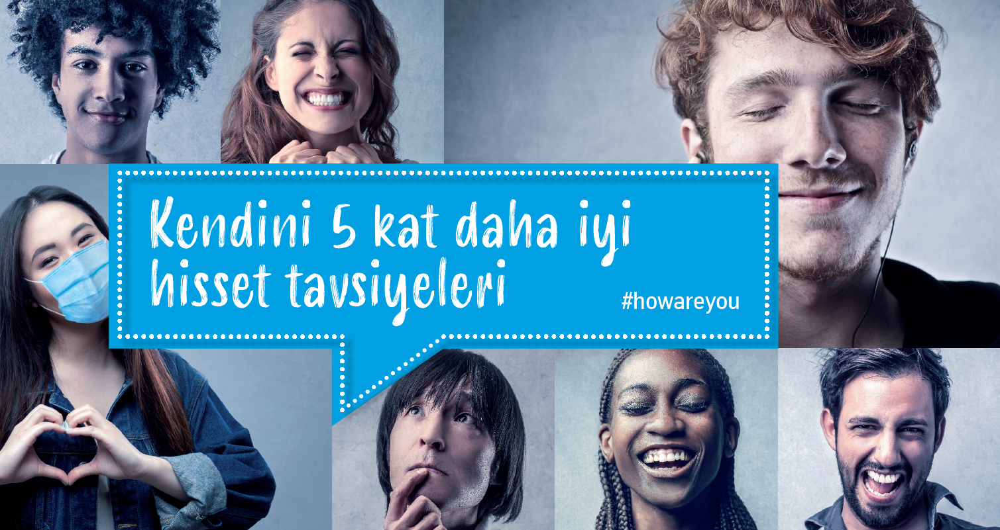 Kendini 5 kat daha iyi
hisset tavsiyeleri
#howareyou